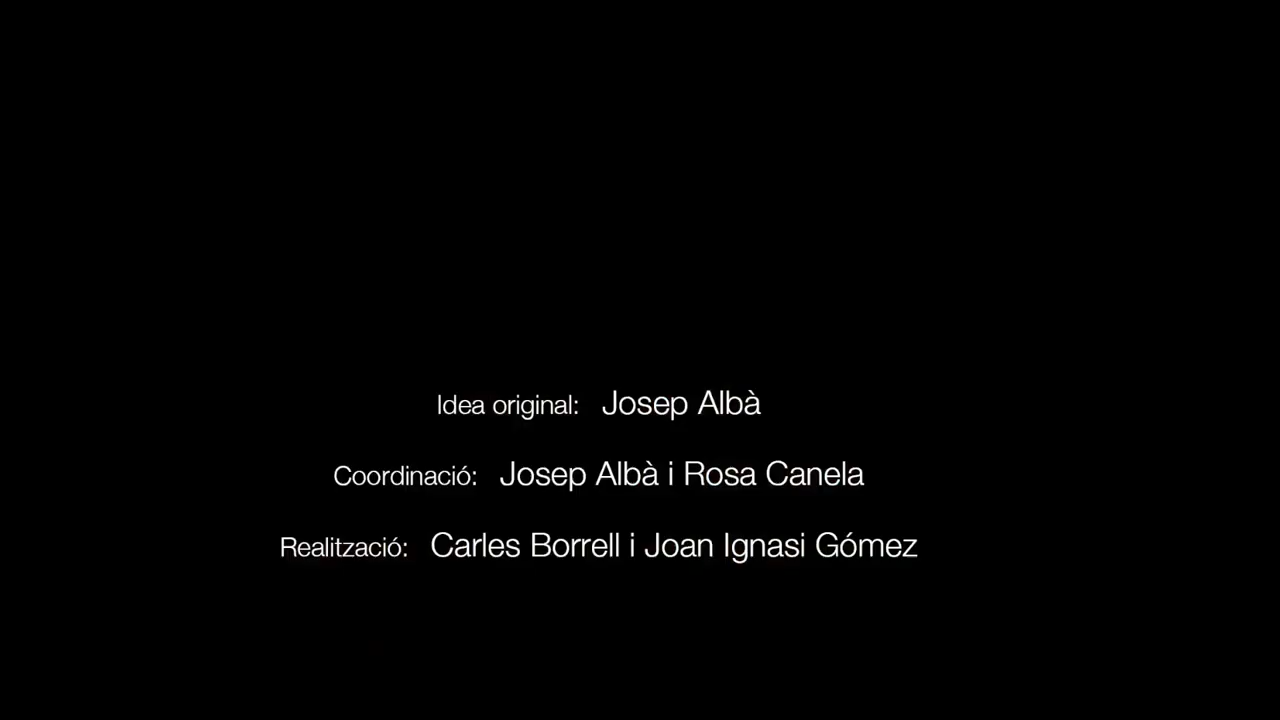 Idea original: Josep Albà
Coordinació: Josep Albà i Rosa Canela
Realització: Carles Borrell i Joan Ignasi Gómez